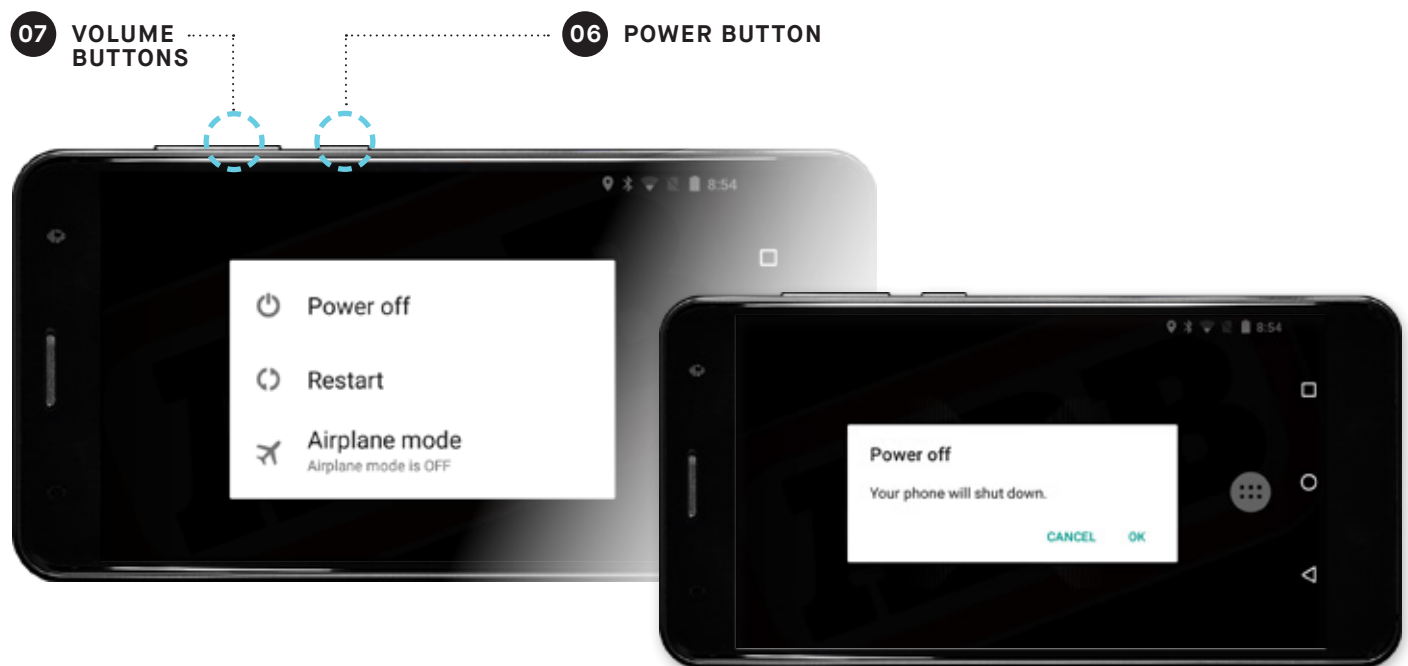 07 VOLUME
BUTTONS
06 POWER BUTTON
8:54
Power off
Restart
Airplane mode
Airplane mode is OFF
8:54
Power off
Your phone will shut down.
CANCEL OK